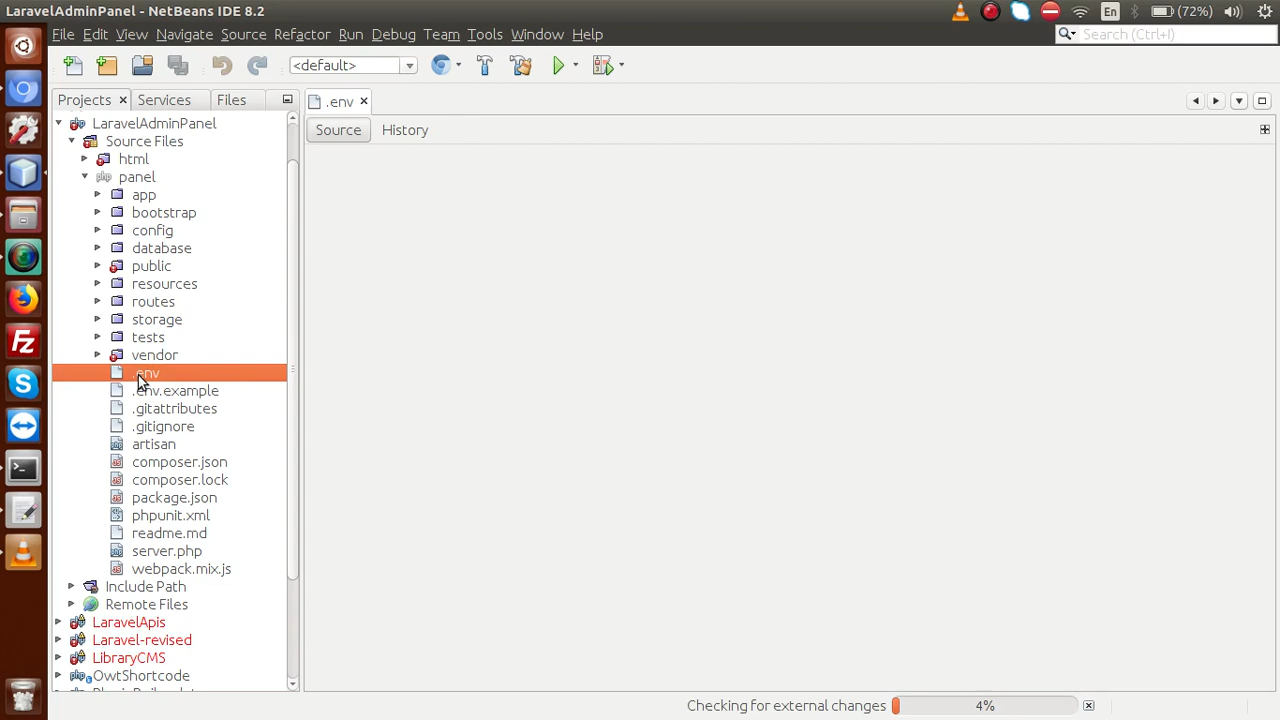 LaravelAdminPanel - NetBeans IDE 8.2
En
(72%)
File Edit View Navigate Source Refactor Run Debug Team Tools Window Help
Search (Ctrl+I)
<default>
Projects Services Files
.env
Source History
LaravelAdminPanel
Source Files
html
panel
app
bootstrap
config
database
public
resources
routes
storage
tests
vendor
.env
.env.example
.gitattributes
.gitignore
artisan
composer.json
composer.lock
package.json
phpunit.xml
readme.md
server.php
webpack.mix.js
Include Path
Remote Files
LaravelApis
Laravel-revised
LibraryCMS
OwtShortcode
Checking for external changes
4%